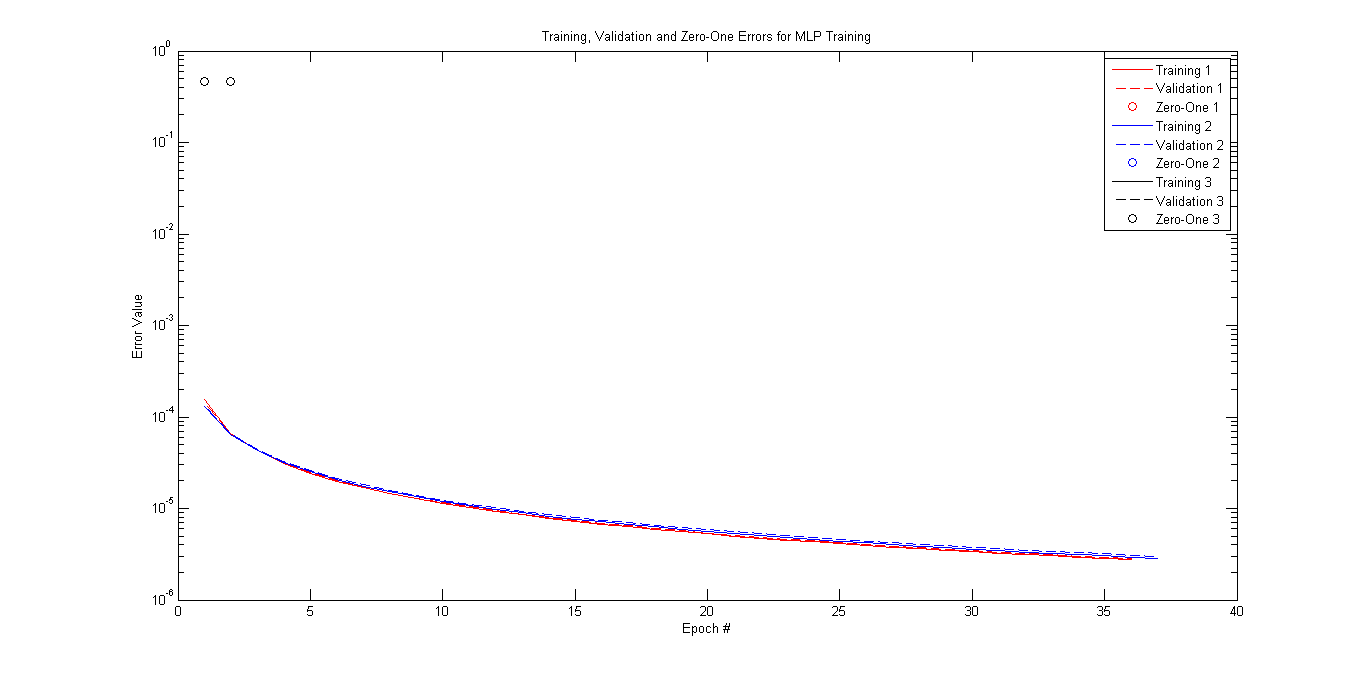 Training, Validation and Zero-One Errors for MLP Training
10^0
10^-1
10^-2
10^-3
10^-4
10^-5
10^-6
Error Value
Training 1
Validation 1
Zero-One 1
Training 2
Validation 2
Zero-One 2
Training 3
Validation 3
Zero-One 3
0 5 10 15 20 25 30 35 40
Epoch #